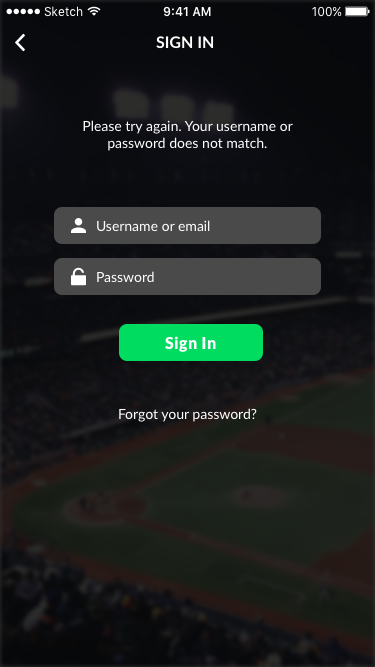 Sketch 9:41 AM 100%
SIGN IN
Please try again. Your username or
password does not match.
Username or email
Password
Sign In
Forgot your password?